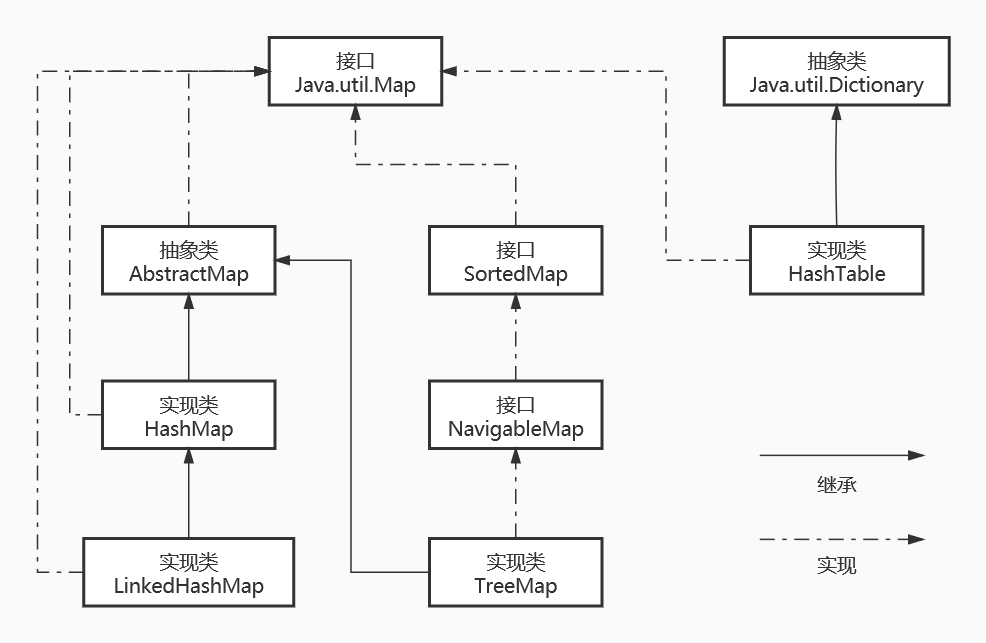 接口
Java.util.Map
抽象类
Java.util.Dictionary
抽象类
AbstractMap
接口
SortedMap
实现类
HashTable
实现类
HashMap
接口
NavigableMap
继承
实现类
LinkedHashMap
实现类
TreeMap
实现